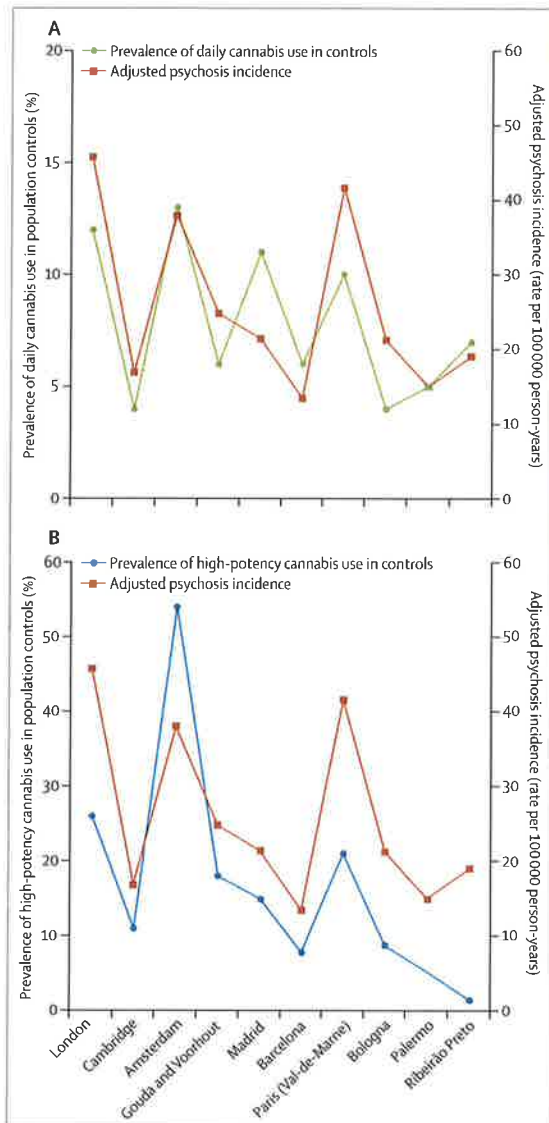 A
Prevalence of daily cannabis use in controls
Adjusted psychosis incidence
Prevalence of daily cannabis use in population controls (%)
20
15
10
5
0
60
50
40
30
20
10
0
Adjusted psychosis incidence (rate per 100 000 person-years)
B
Prevalence of high-potency cannabis use in controls
Adjusted psychosis incidence
Prevalence of high-potency cannabis use in population controls (%)
60
50
40
30
20
10
0
60
50
40
30
20
10
0
Adjusted psychosis incidence (rate per 100 000 person-years)
London
Cambridge
Amsterdam
Gouda and Voorhout
Madrid
Barcelona
Paris (Val-de-Marne)
Bologna
Palermo
Ribeirão Preto